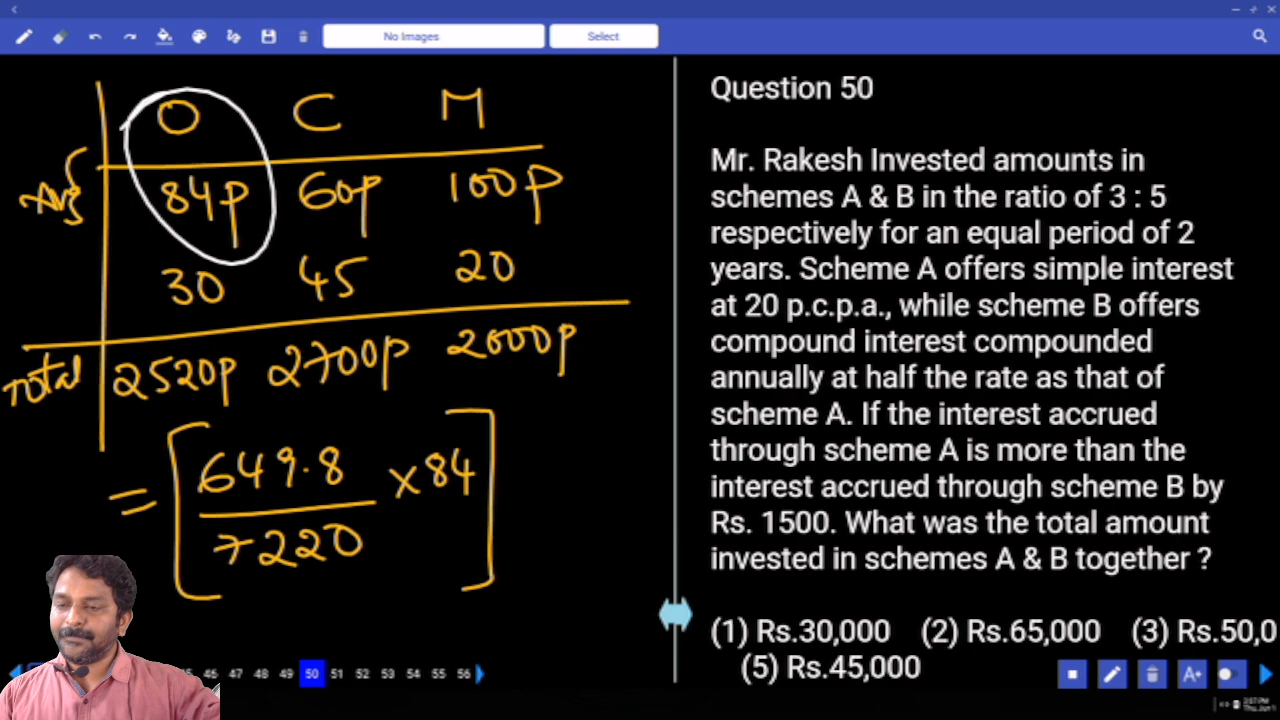 No Images
Select
O C M
Avg 84p 60p 100p
30 45 20
Total 2520p 2700p 2000p
= [ 649.8 / 7220 × 84 ]
Question 50
Mr. Rakesh Invested amounts in
schemes A & B in the ratio of 3 : 5
respectively for an equal period of 2
years. Scheme A offers simple interest
at 20 p.c.p.a., while scheme B offers
compound interest compounded
annually at half the rate as that of
scheme A. If the interest accrued
through scheme A is more than the
interest accrued through scheme B by
Rs. 1500. What was the total amount
invested in schemes A & B together ?
(1) Rs.30,000 (2) Rs.65,000 (3) Rs.50,0
(5) Rs.45,000
46 47 48 49 50 51 52 53 54 55 56
A+